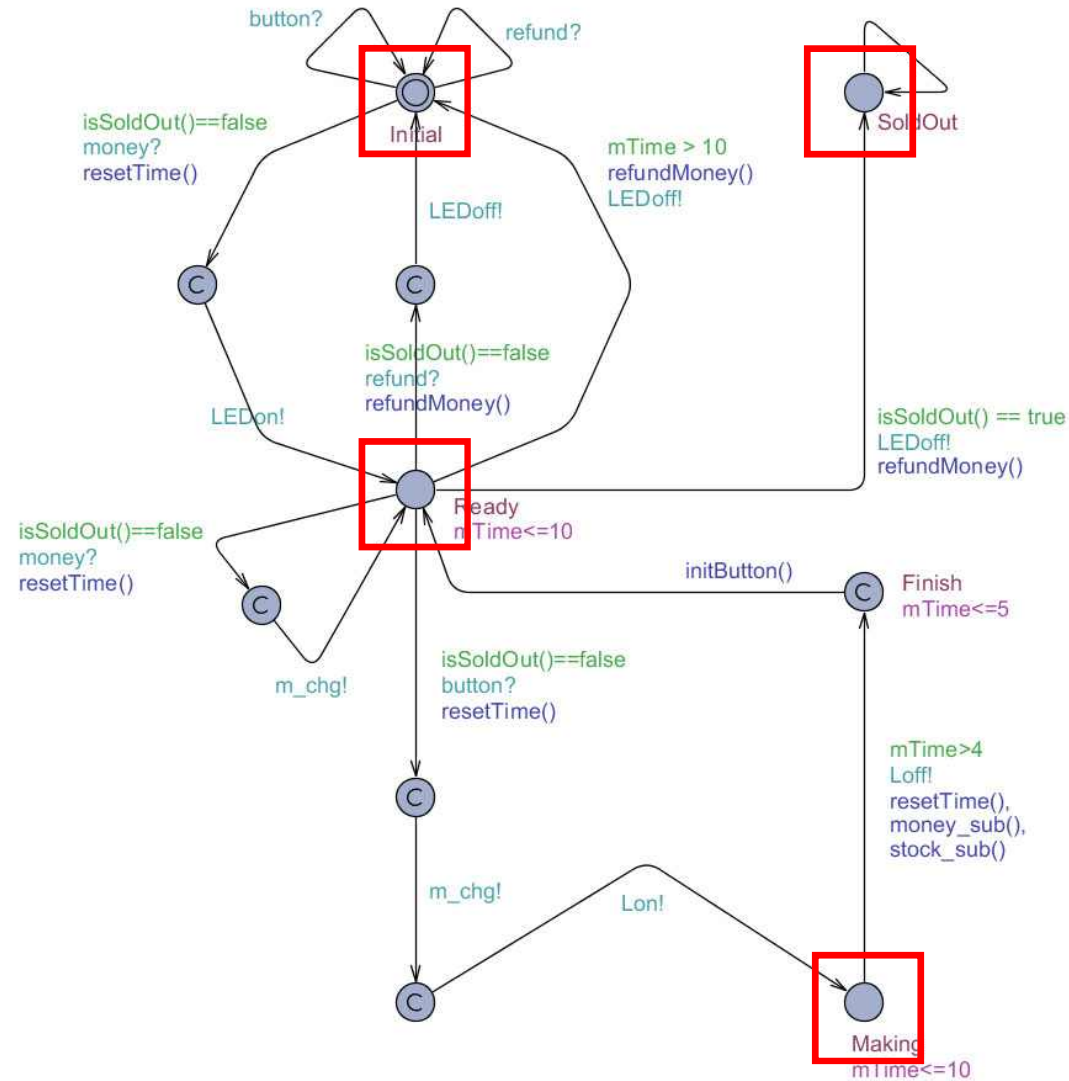 button?
refund?
isSoldOut()==false
money?
resetTime()
Initial
mTime > 10
refundMoney()
LEDoff!
SoldOut
LEDoff!
C
C
isSoldOut()==false
refund?
refundMoney()
LEDon!
isSoldOut() == true
LEDoff!
refundMoney()
Ready
mTime<=10
isSoldOut()==false
money?
resetTime()
C
m_chg!
initButton()
C
Finish
mTime<=5
isSoldOut()==false
button?
resetTime()
mTime>4
Loff!
resetTime(),
money_sub(),
stock_sub()
C
m_chg!
Lon!
C
Making
mTime<=10